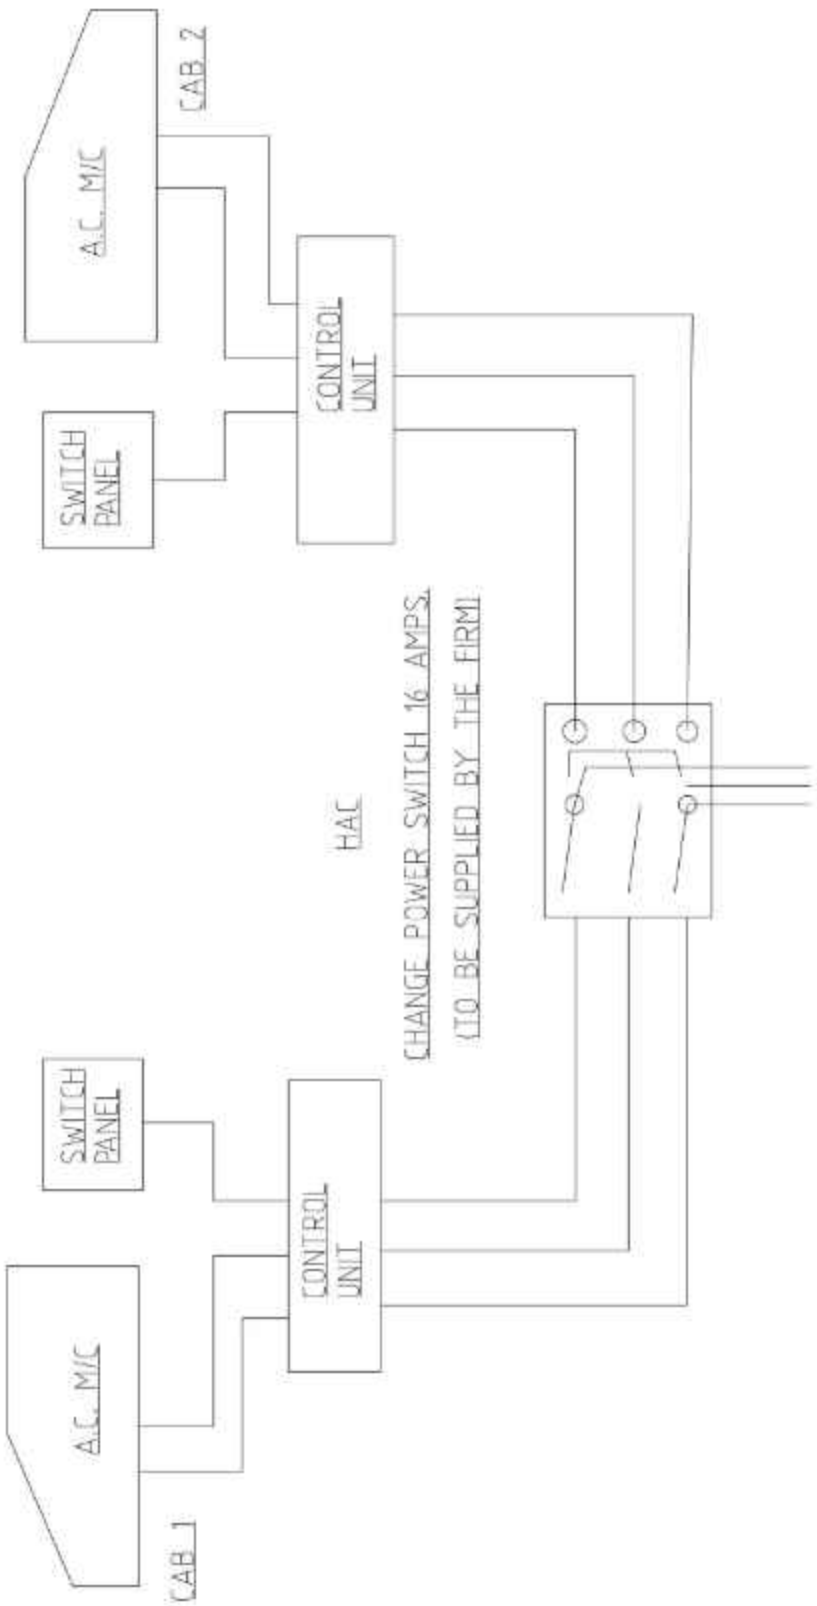 CAB 1
A.C. M/C
SWITCH
PANEL
CONTROL
UNIT
HAC
CHANGE POWER SWITCH 16 AMPS.
(TO BE SUPPLIED BY THE FIRM)
SWITCH
PANEL
A.C. M/C
CAB 2
CONTROL
UNIT